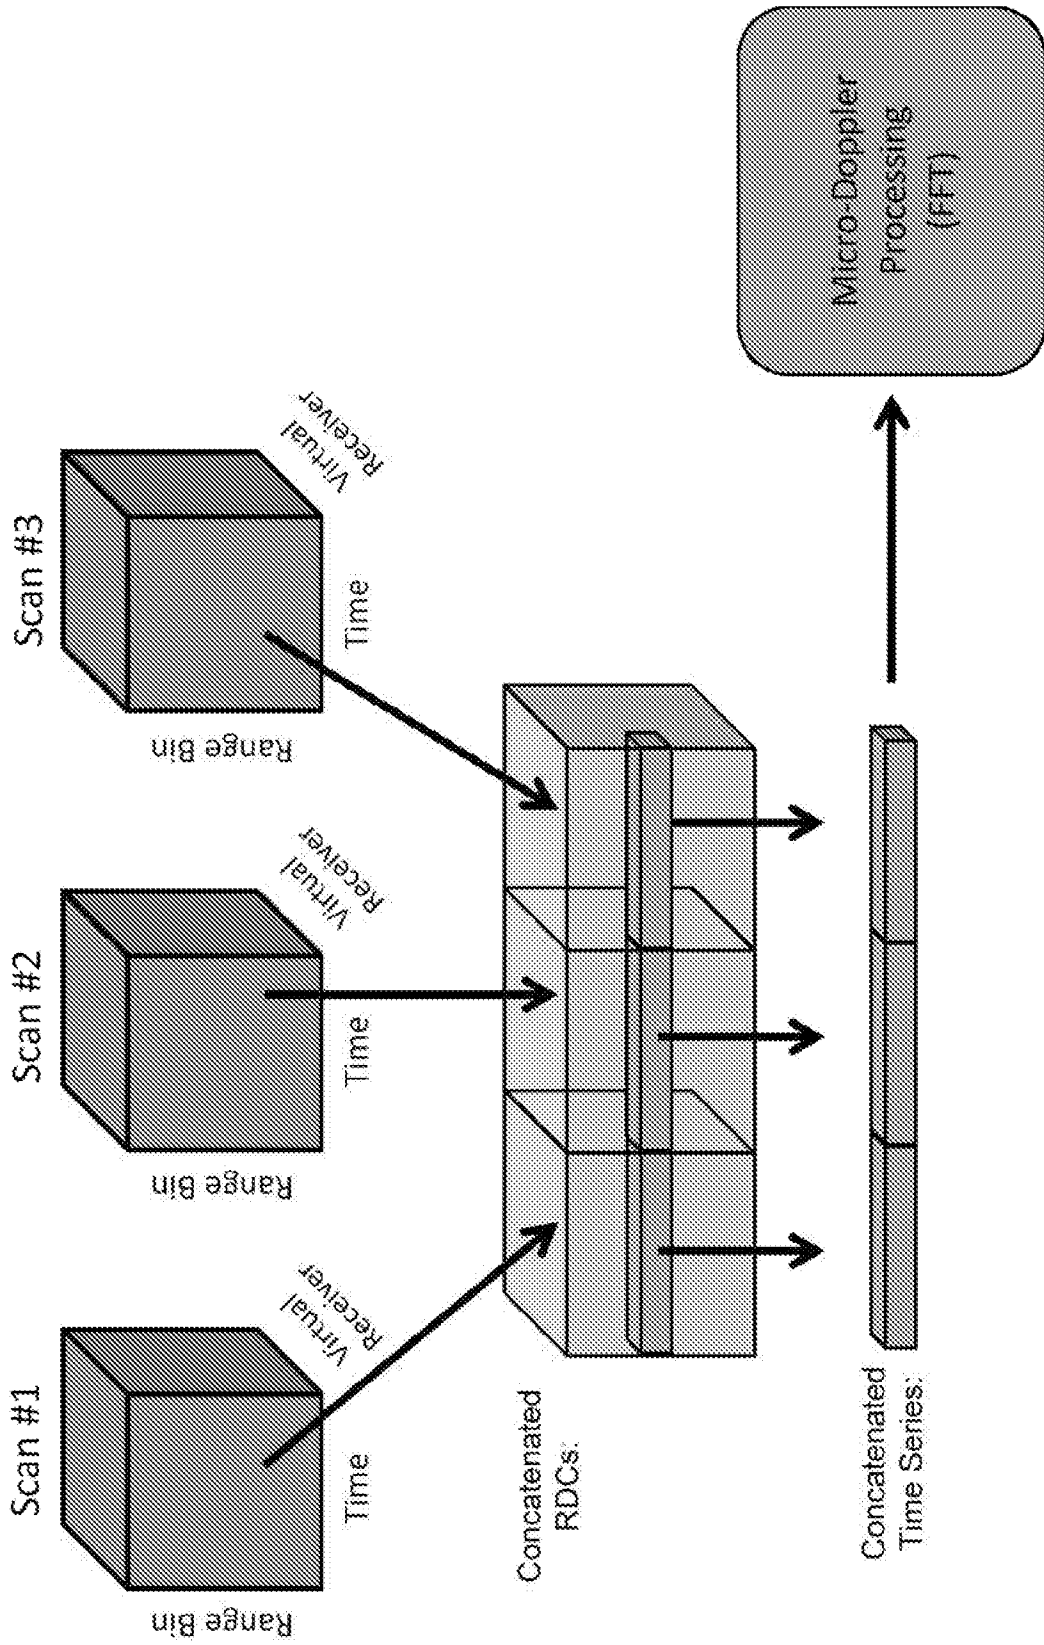 Scan #1
Scan #2
Scan #3
Range Bin
Time
Virtual
Receiver
Range Bin
Time
Virtual
Receiver
Range Bin
Time
Virtual
Receiver
Concatenated
RDCs:
Concatenated
Time Series:
Micro-Doppler
Processing
(FFT)